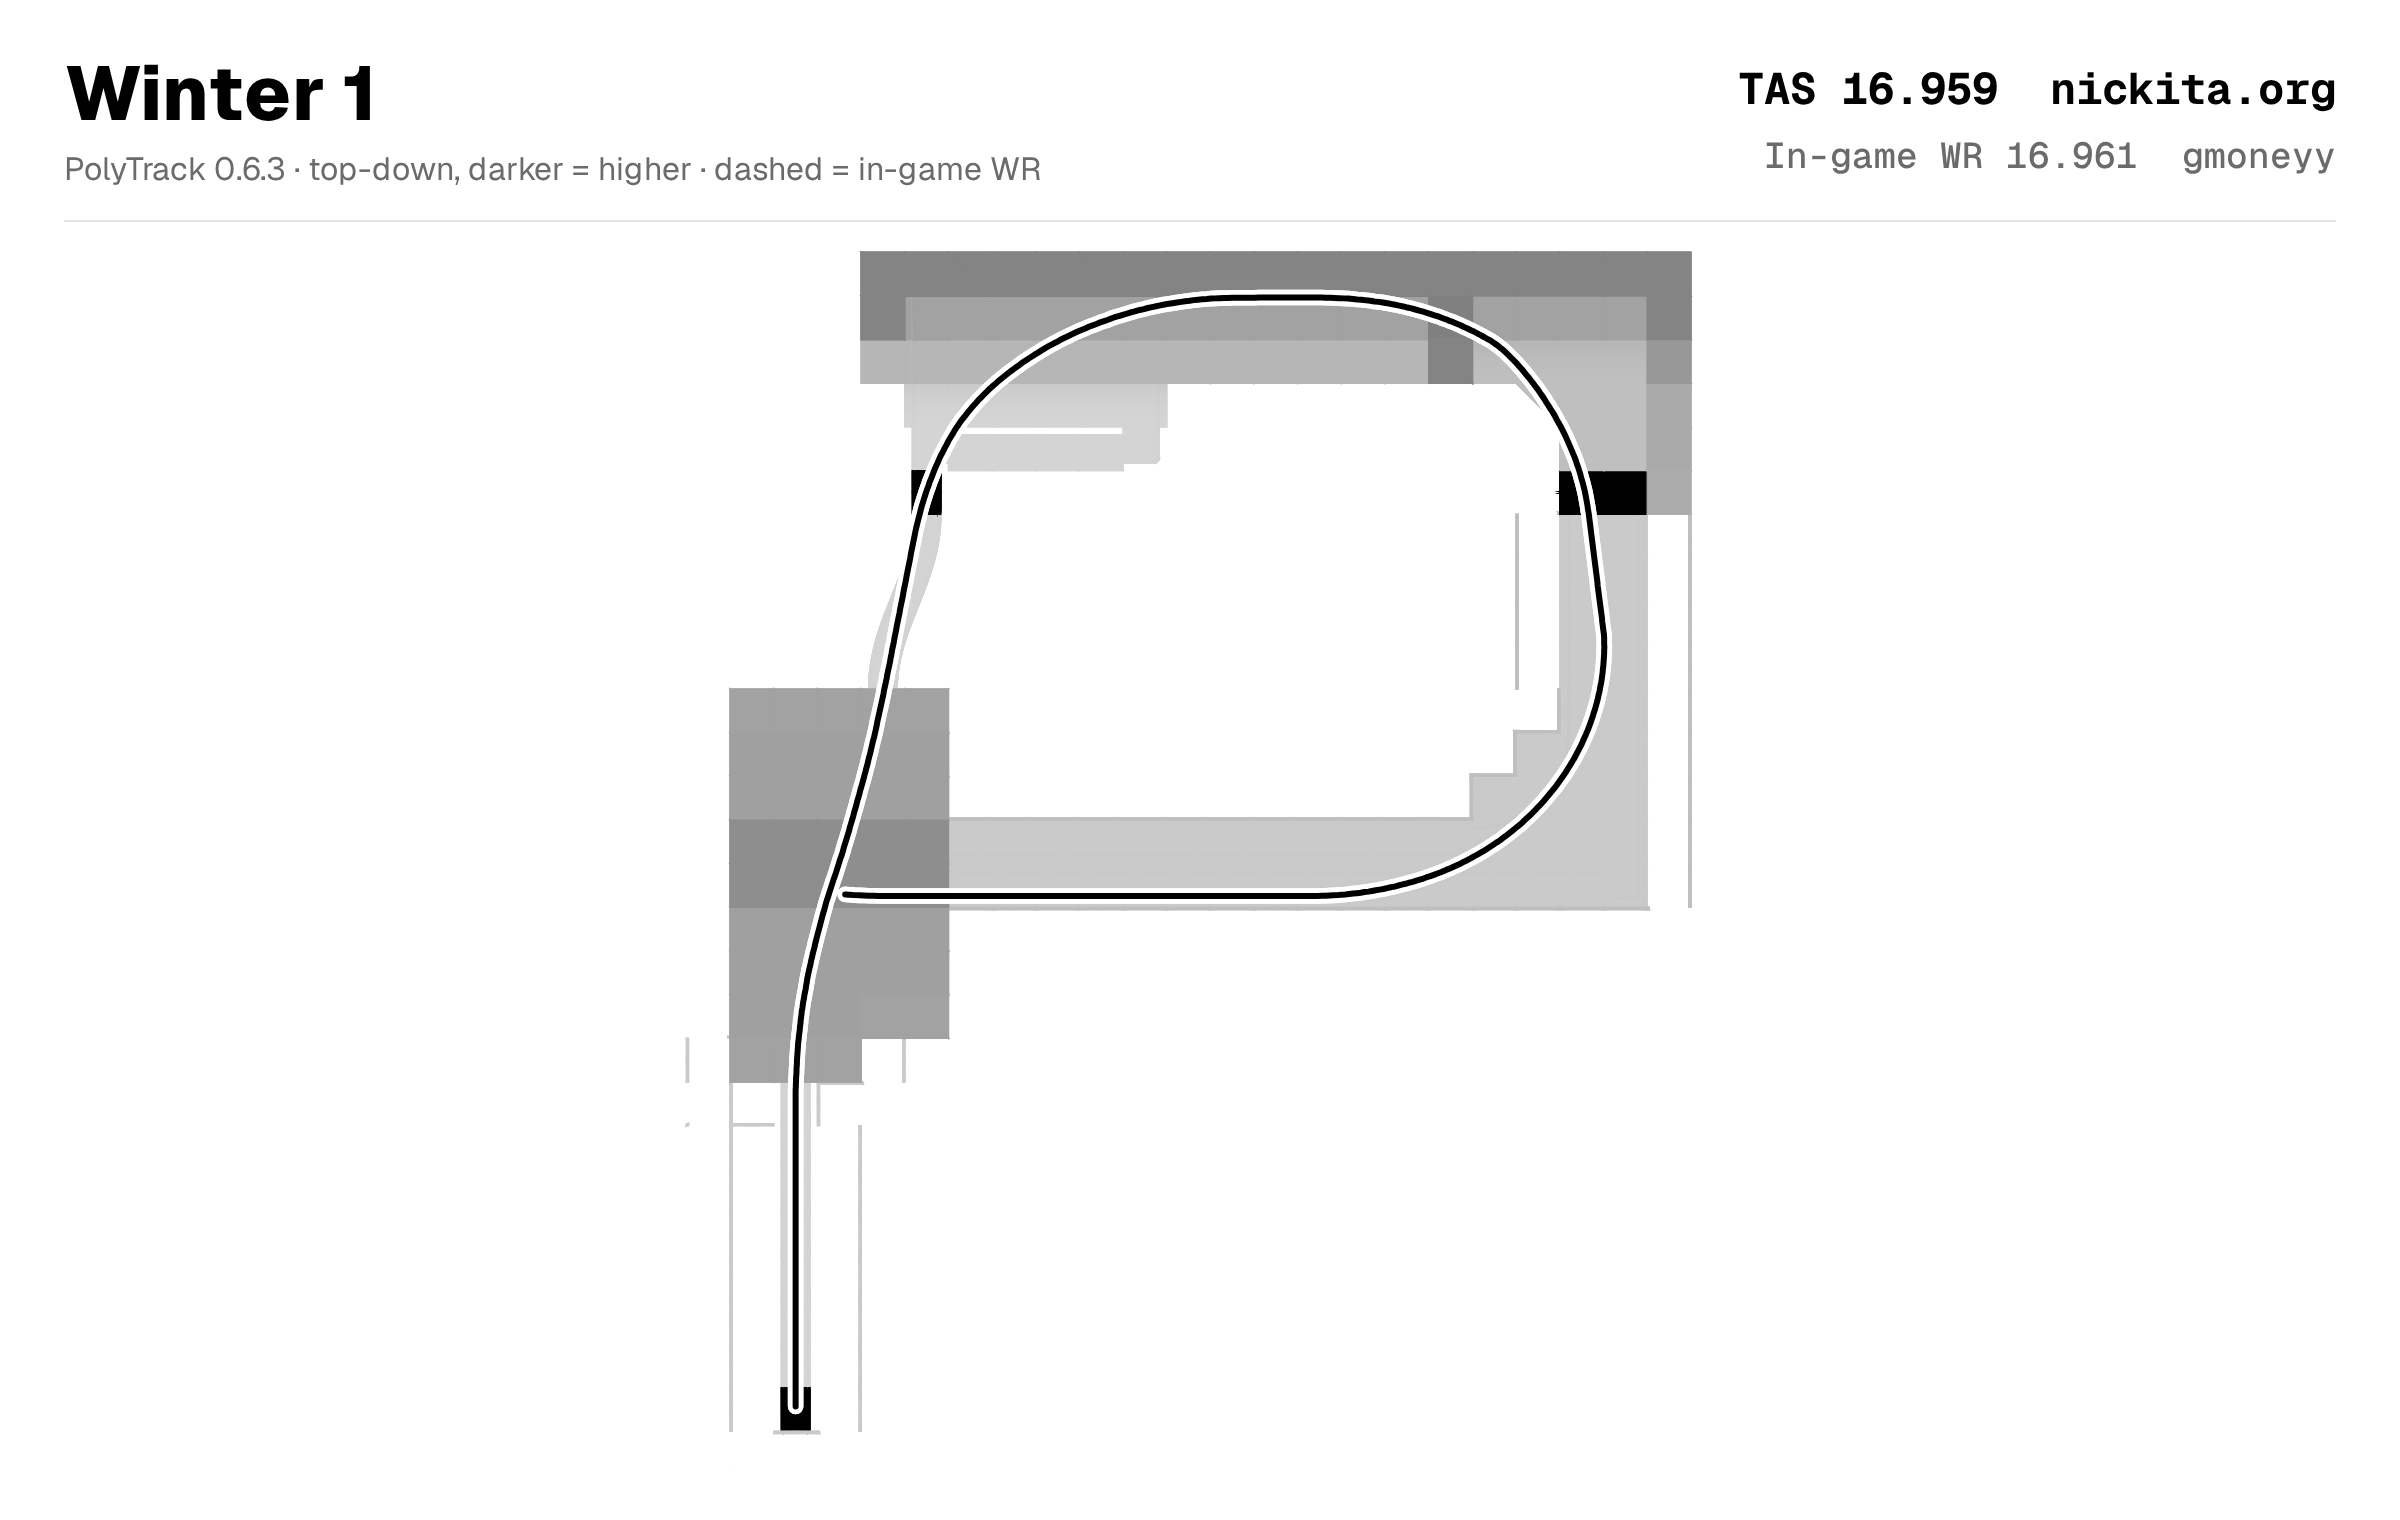 Winter 1
TAS 16.959 nickita.org
PolyTrack 0.6.3 · top-down, darker = higher · dashed = in-game WR
In-game WR 16.961 gmoneyy